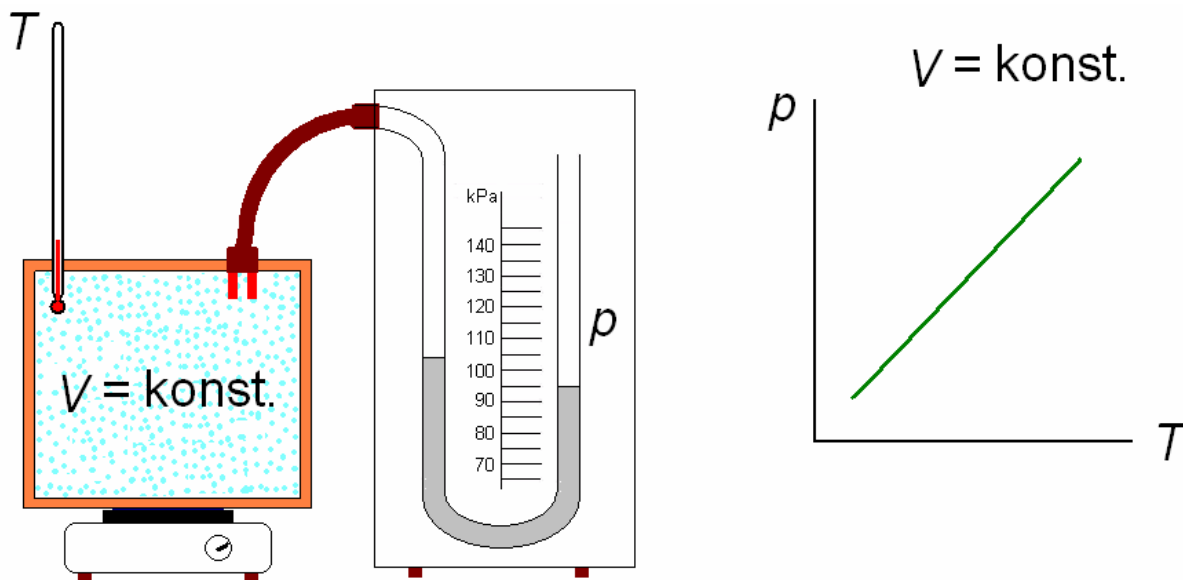 T
V = konst.
kPa
140
130
120
110
100
90
80
70
p
V = konst.
p
T